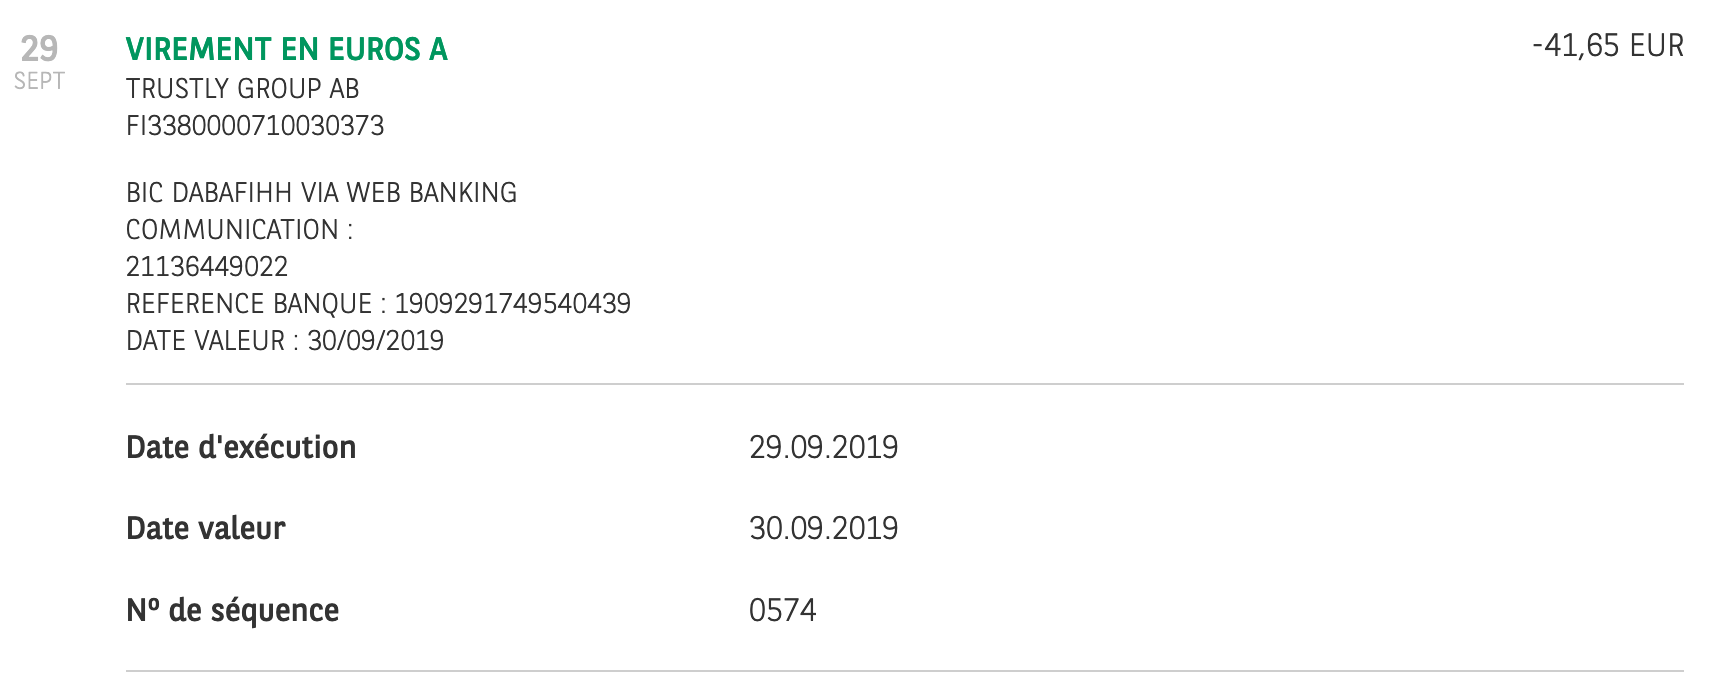 29
SEPT
VIREMENT EN EUROS A
-41,65 EUR
TRUSTLY GROUP AB
FI3380000710030373
BIC DABAFIHH VIA WEB BANKING
COMMUNICATION :
21136449022
REFERENCE BANQUE : 1909291749540439
DATE VALEUR : 30/09/2019
Date d'exécution 29.09.2019
Date valeur 30.09.2019
Nº de séquence 0574